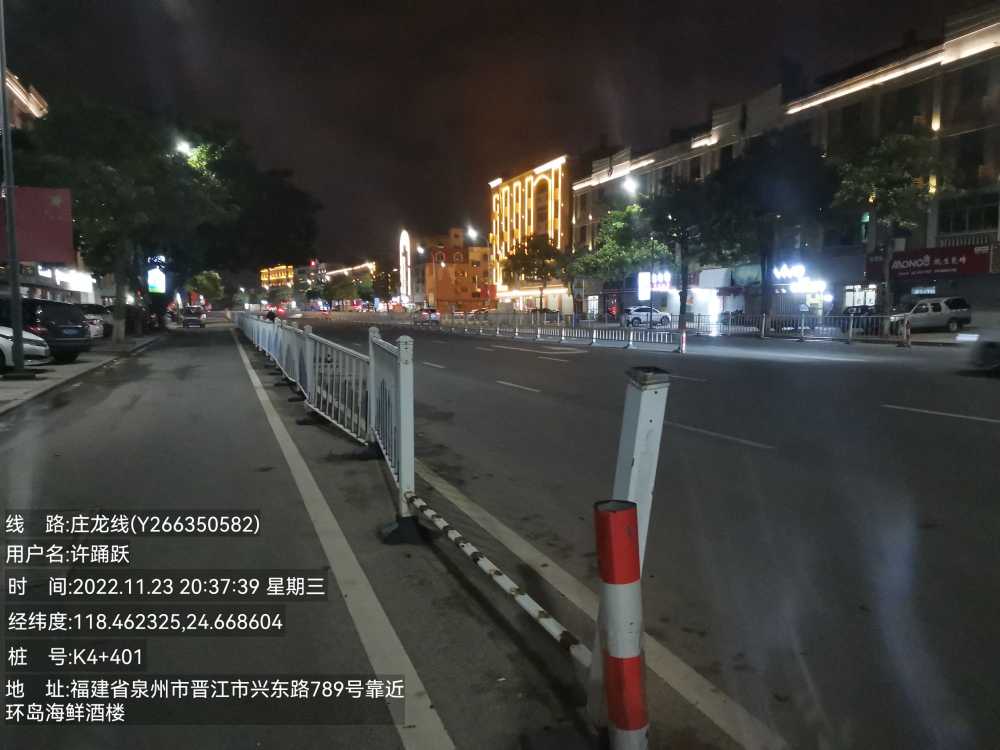 vivo
线 路:庄龙线(Y266350582)
用户名:许踊跃
时 间:2022.11.23 20:37:39 星期三
经纬度:118.462325,24.668604
桩 号:K4+401
地 址:福建省泉州市晋江市兴东路789号靠近
环岛海鲜酒楼